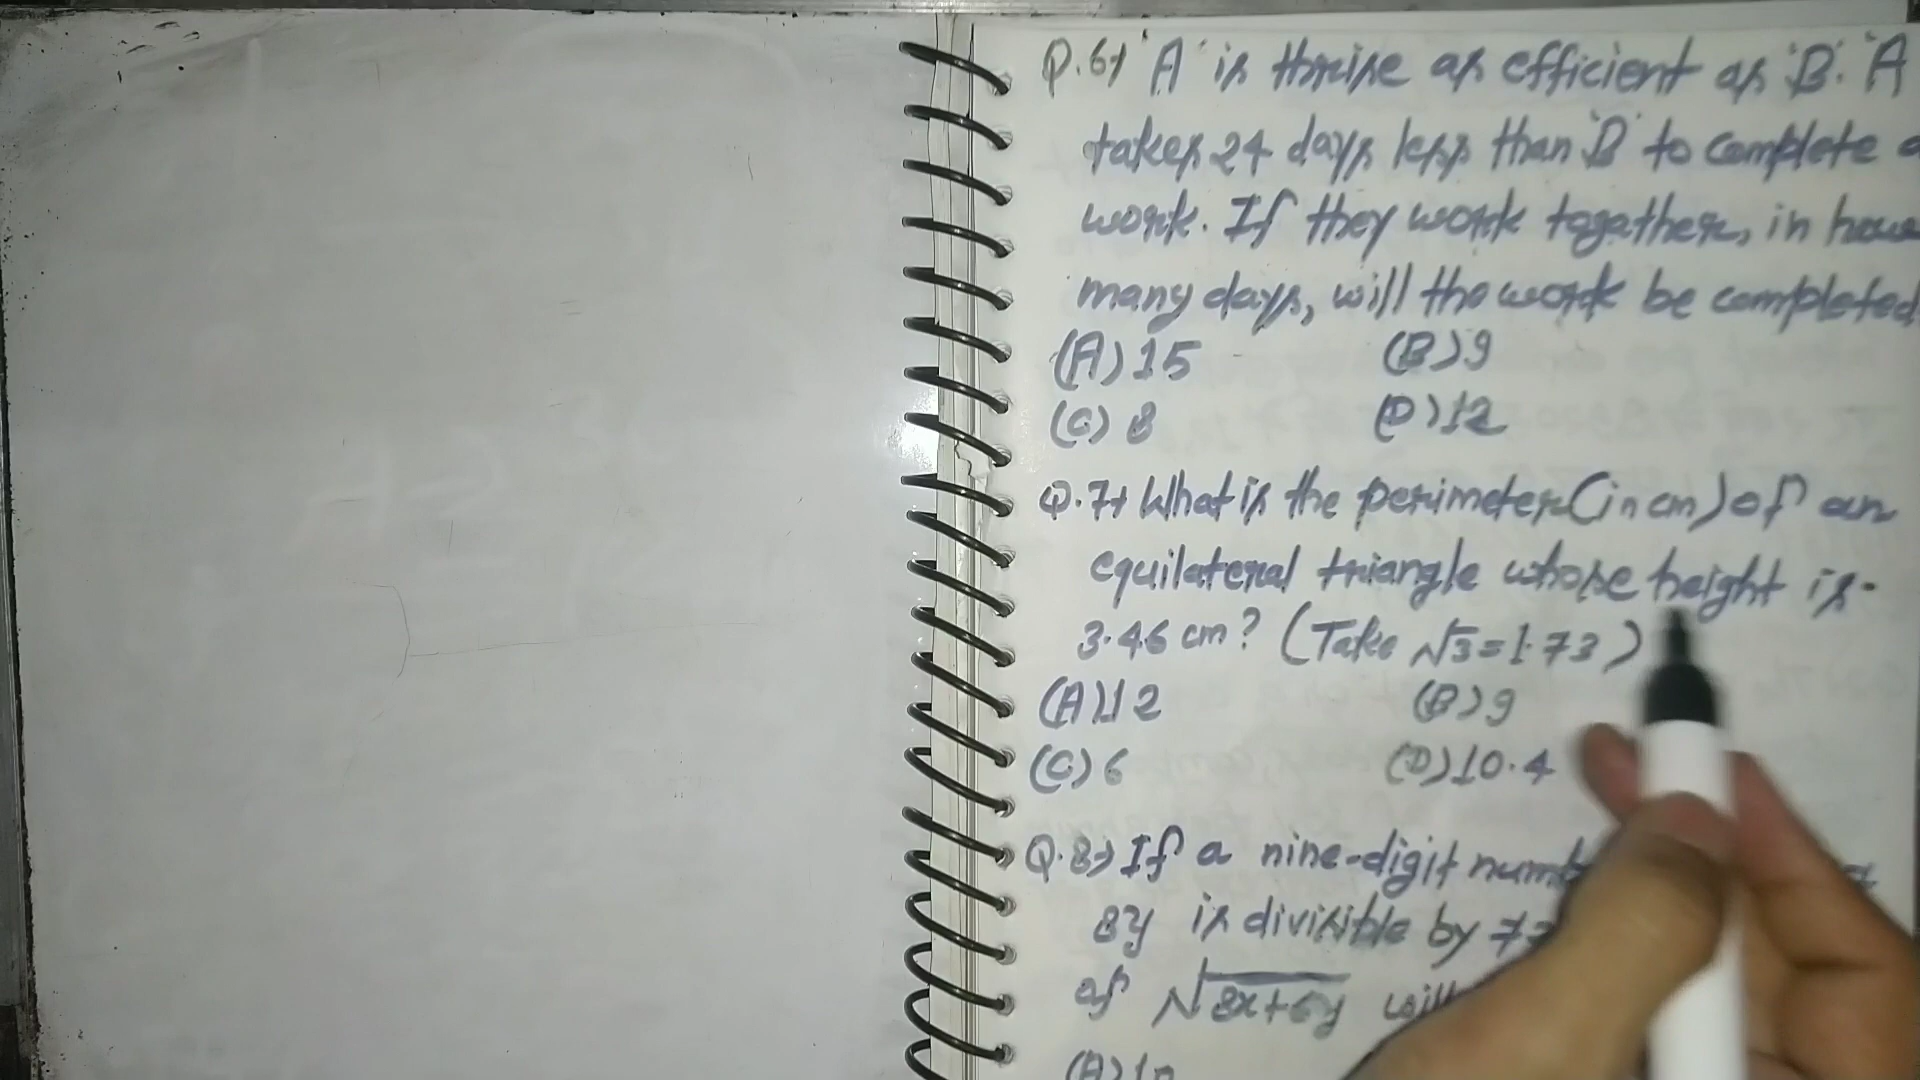 Q.6→ 'A' is thrise as efficient as 'B'. 'A'
takes 24 days less than 'B' to complete a
work. If they work togather, in how
many days, will the work be completed
(A) 15 (B) 9
(C) 8 (D) 12
Q.7→ What is the perimeter (in cm) of an
equilateral triangle whose height is
3.46 cm? (Take √3=1.73)
(A) 12 (B) 9
(C) 6 (D) 10.4
Q.8→ If a nine-digit
8y is divisible by
of √8x+6y